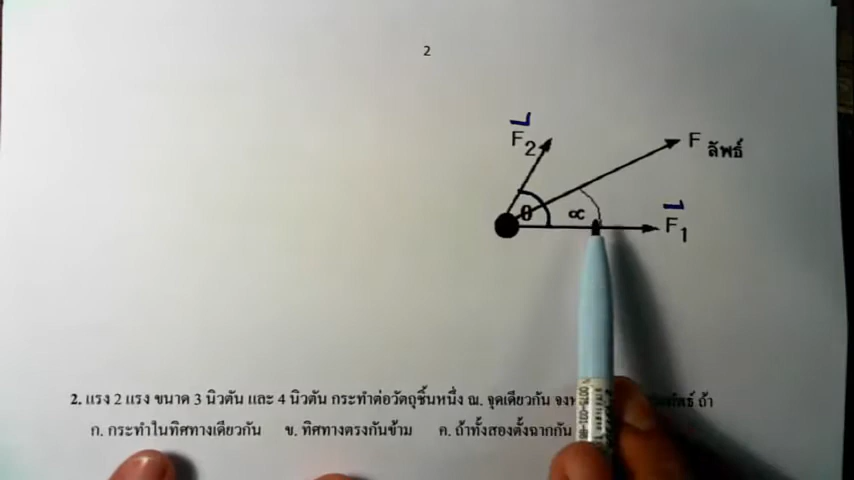 2
F2
F ลัพธ์
θ
∝
F1
2. แรง 2 แรง ขนาด 3 นิวตัน และ 4 นิวตัน กระทำต่อวัตถุชิ้นหนึ่ง ณ. จุดเดียวกัน ถ้า
ก. กระทำในทิศทางเดียวกัน ข. ทิศทางตรงกันข้าม ค. ถ้าทั้งสองตั้งฉากกัน